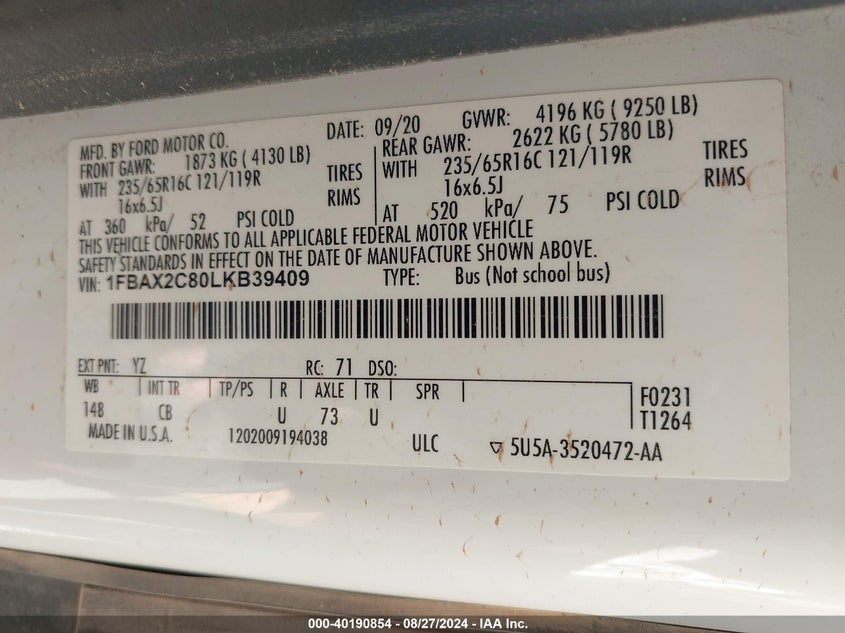 MFD. BY FORD MOTOR CO. DATE: 09/20 GVWR: 4196 KG ( 9250 LB)
FRONT GAWR: 1873 KG ( 4130 LB) REAR GAWR: 2622 KG ( 5780 LB)
WITH 235/65R16C 121/119R TIRES WITH 235/65R16C 121/119R TIRES
16x6.5J RIMS 16x6.5J RIMS
AT 360 kPa/ 52 PSI COLD AT 520 kPa/ 75 PSI COLD
THIS VEHICLE CONFORMS TO ALL APPLICABLE FEDERAL MOTOR VEHICLE
SAFETY STANDARDS IN EFFECT ON THE DATE OF MANUFACTURE SHOWN ABOVE.
VIN: 1FBAX2C80LKB39409 TYPE: Bus (Not school bus)
EXT PNT: YZ RC: 71 DSO:
WB INT TR TP/PS R AXLE TR SPR F0231
148 CB U 73 U T1264
MADE IN U.S.A. 1202009194038 ULC 5U5A-3520472-AA
000-40190854 - 08/27/2024 - IAA Inc.